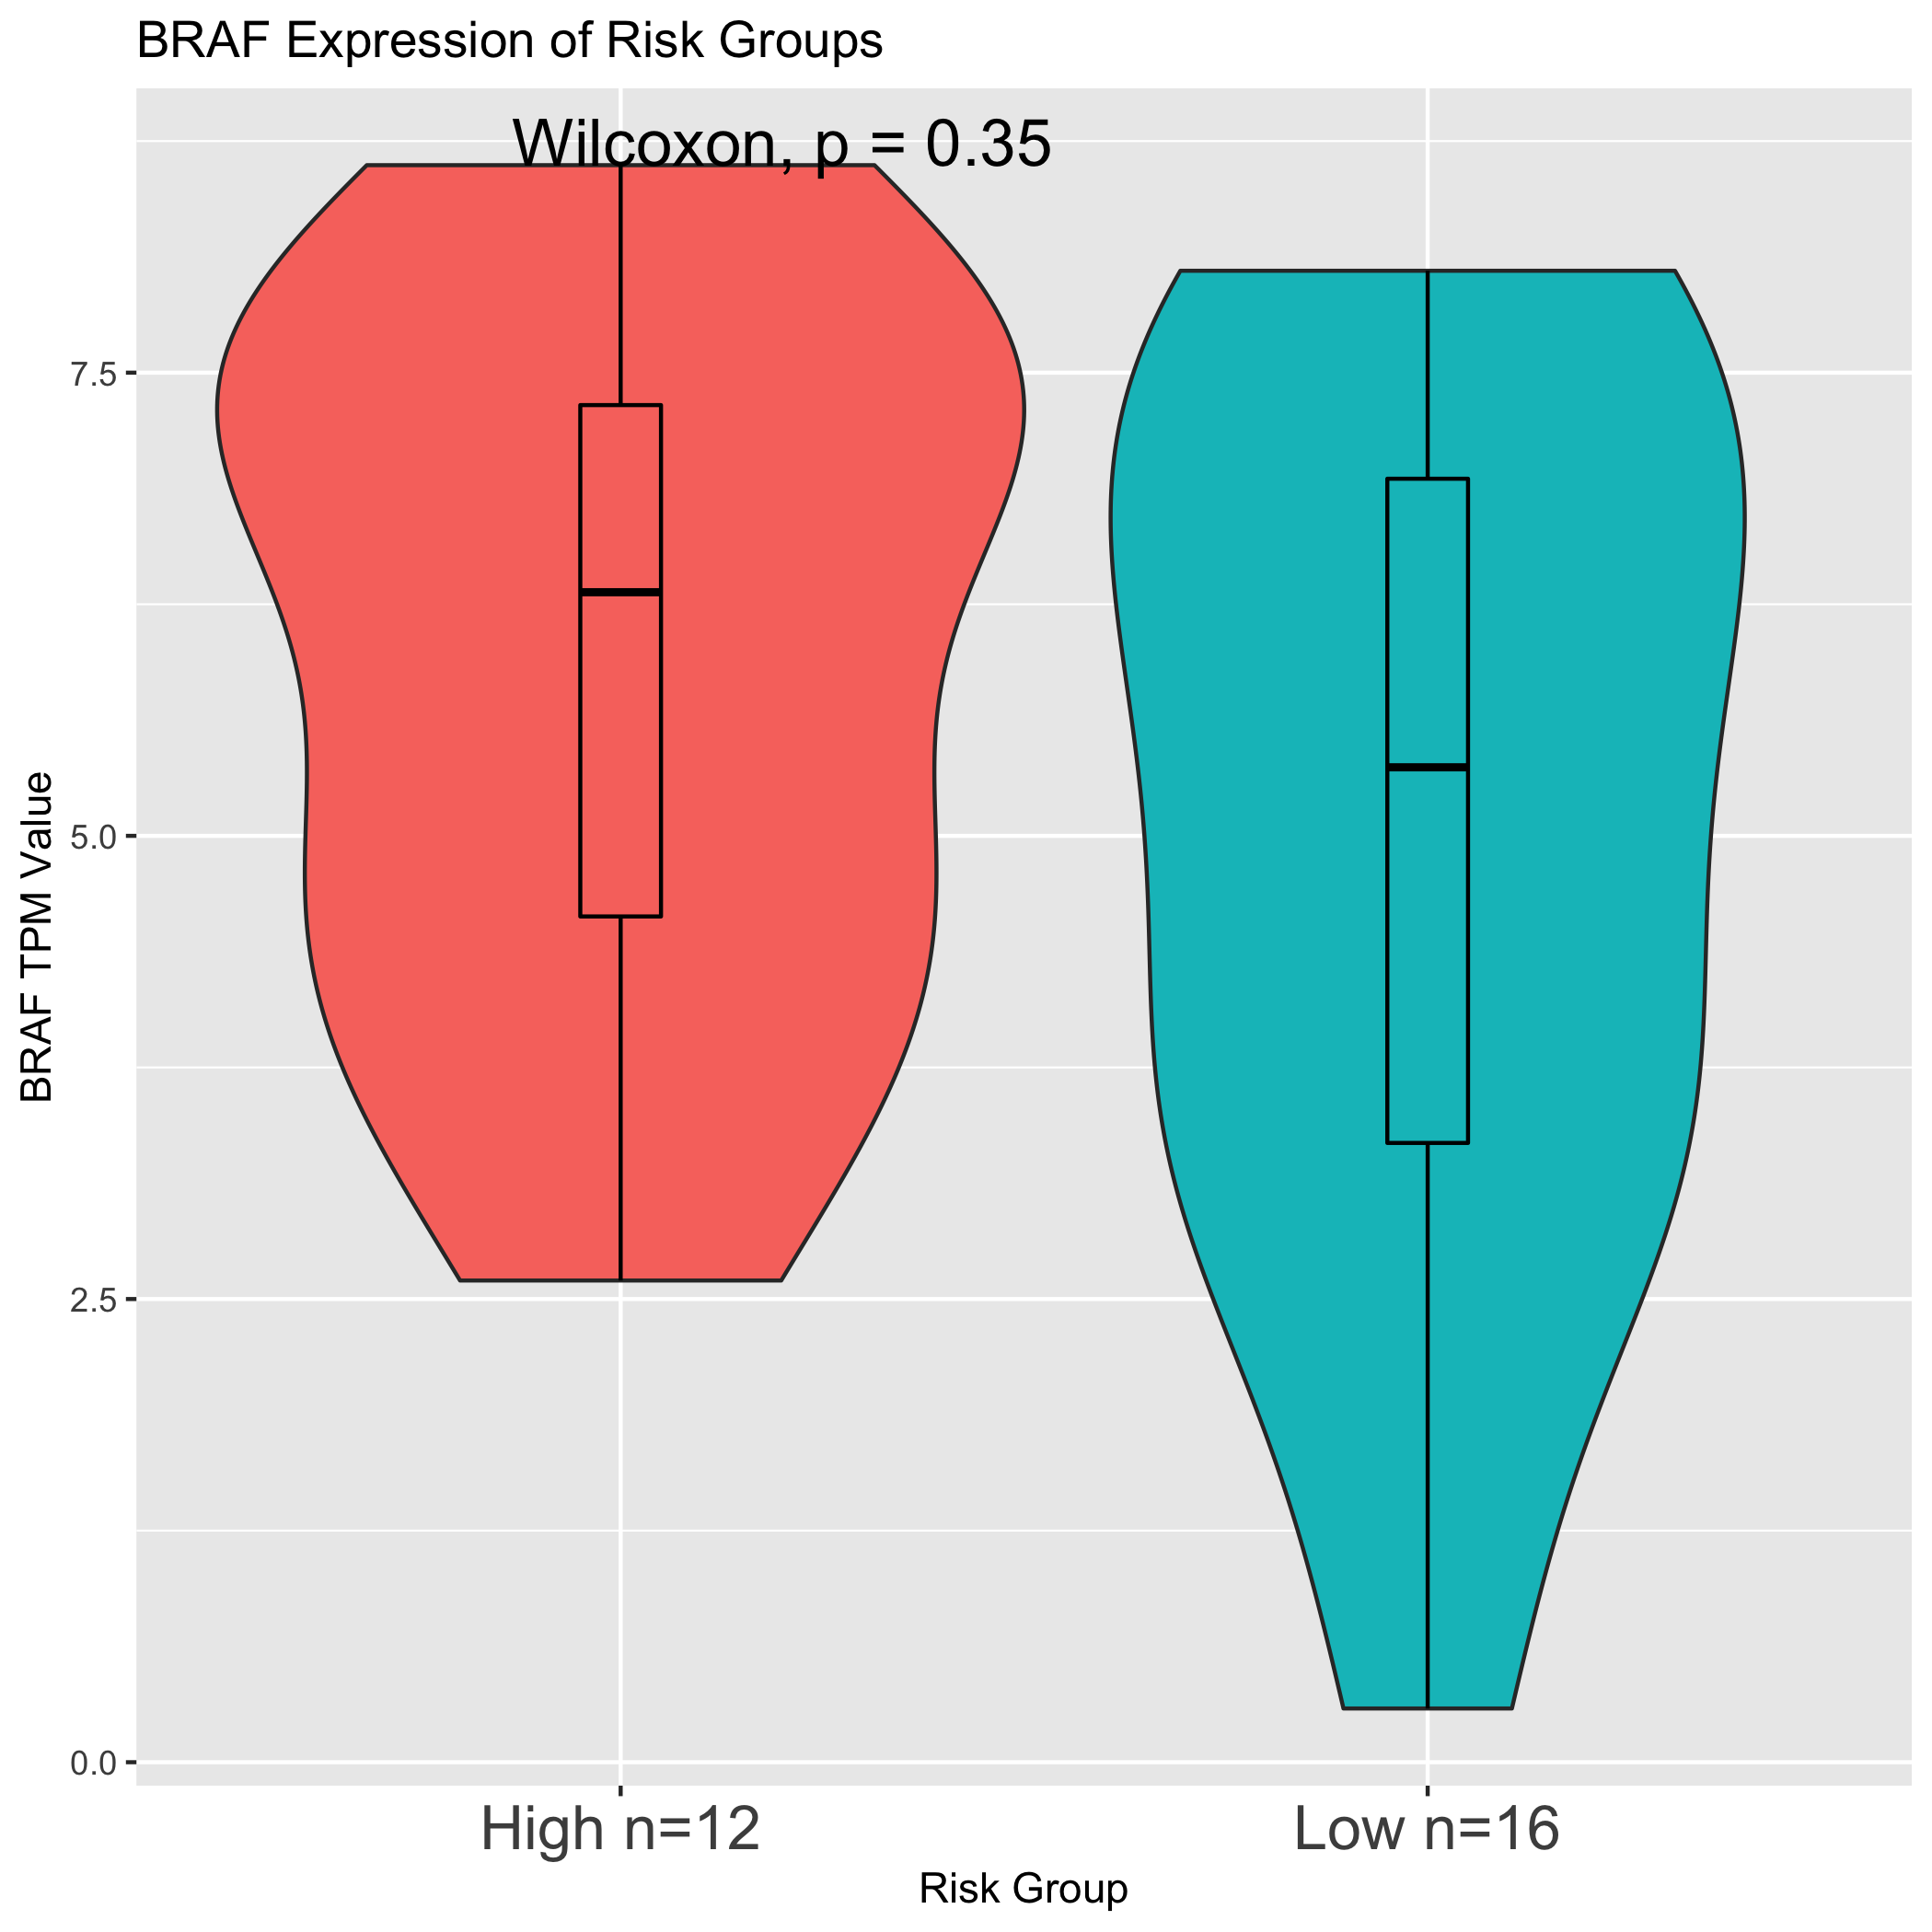 BRAF Expression of Risk Groups
Wilcoxon, p = 0.35
BRAF TPM Value
7.5
5.0
2.5
0.0
High n=12
Low n=16
Risk Group